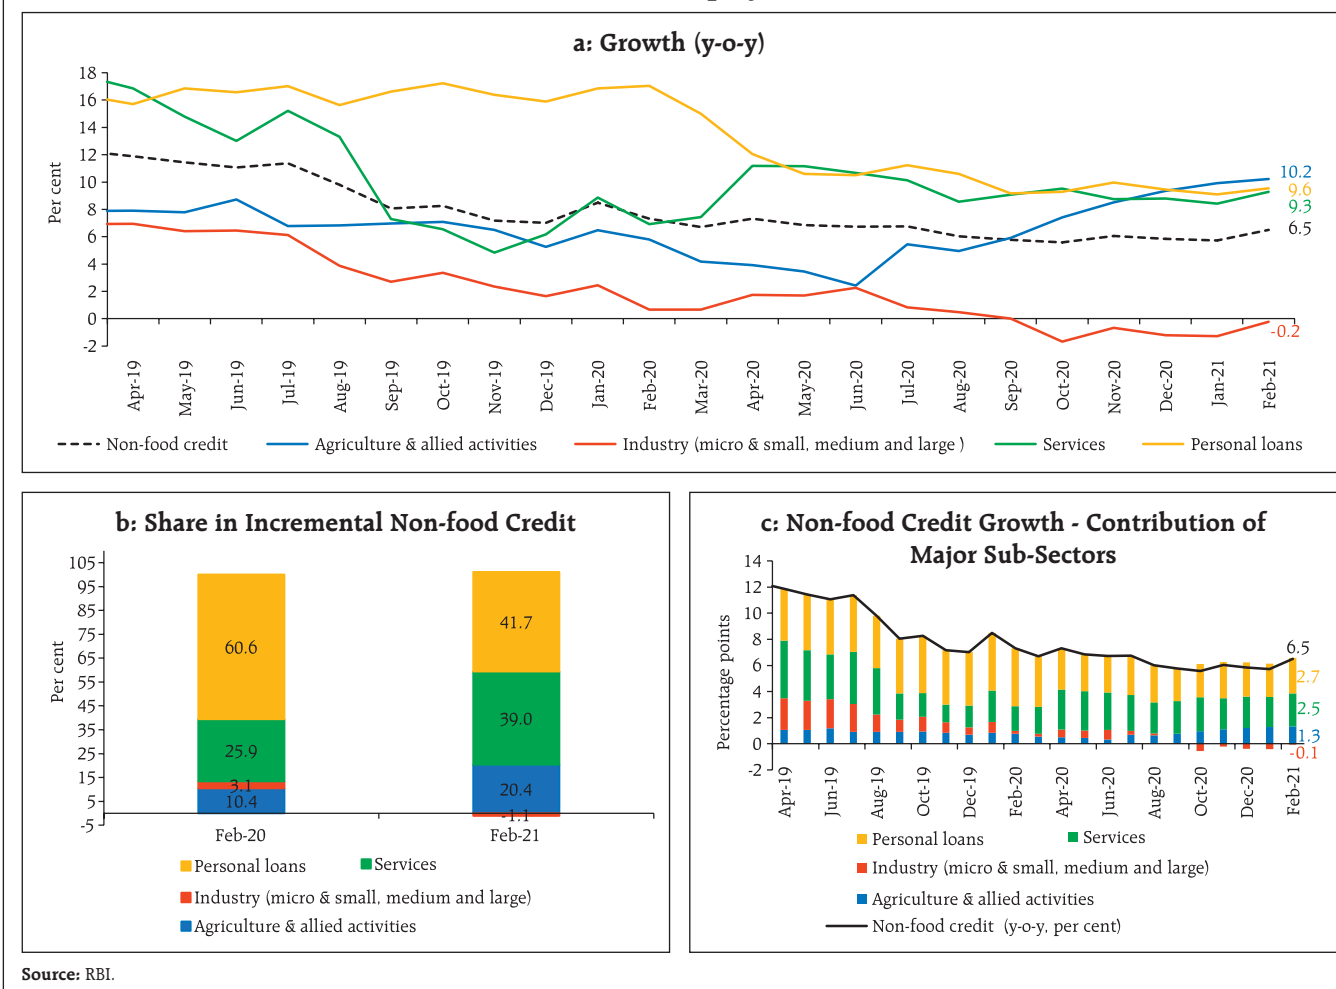 a: Growth (y-o-y)
Per cent
18
16
14
12
10
8
6
4
2
0
-2
10.2
9.6
9.3
6.5
-0.2
Apr-19 May-19 Jun-19 Jul-19 Aug-19 Sep-19 Oct-19 Nov-19 Dec-19 Jan-20 Feb-20 Mar-20 Apr-20 May-20 Jun-20 Jul-20 Aug-20 Sep-20 Oct-20 Nov-20 Dec-20 Jan-21 Feb-21
Non-food credit Agriculture & allied activities Industry (micro & small, medium and large ) Services Personal loans
b: Share in Incremental Non-food Credit
Per cent
105
95
85
75
65
55
45
35
25
15
5
-5
60.6
25.9
3.1
10.4
41.7
39.0
20.4
-1.1
Feb-20 Feb-21
Personal loans Services
Industry (micro & small, medium and large)
Agriculture & allied activities
c: Non-food Credit Growth - Contribution of
Major Sub-Sectors
Percentage points
14
12
10
8
6
4
2
0
-2
6.5
2.7
2.5
1.3
-0.1
Apr-19 Jun-19 Aug-19 Oct-19 Dec-19 Feb-20 Apr-20 Jun-20 Aug-20 Oct-20 Dec-20 Feb-21
Personal loans Services
Industry (micro & small, medium and large)
Agriculture & allied activities
Non-food credit (y-o-y, per cent)
Source: RBI.